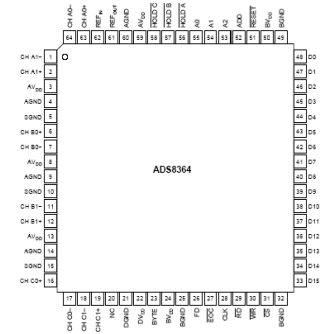 CH A0–
CH A0+
REFIN
REFOUT
AGND
AVDD
HOLD C
HOLD B
HOLD A
A0
A1
A2
ADD
RESET
BVDD
BGND
64 63 62 61 60 59 58 57 56 55 54 53 52 51 50 49
CH A1– 1
CH A1+ 2
AVDD 3
AGND 4
SGND 5
CH B0+ 6
CH B0– 7
AVDD 8
AGND 9
SGND 10
CH B1– 11
CH B1+ 12
AVDD 13
AGND 14
SGND 15
CH C0+ 16
ADS8364
48 D0
47 D1
46 D2
45 D3
44 D4
43 D5
42 D6
41 D7
40 D8
39 D9
38 D10
37 D11
36 D12
35 D13
34 D14
33 D15
17 18 19 20 21 22 23 24 25 26 27 28 29 30 31 32
CH C0–
CH C1–
CH C1+
NC
DGND
DVDD
BYTE
BVDD
BGND
FD
EOC
CLK
RD
WR
CS
BGND